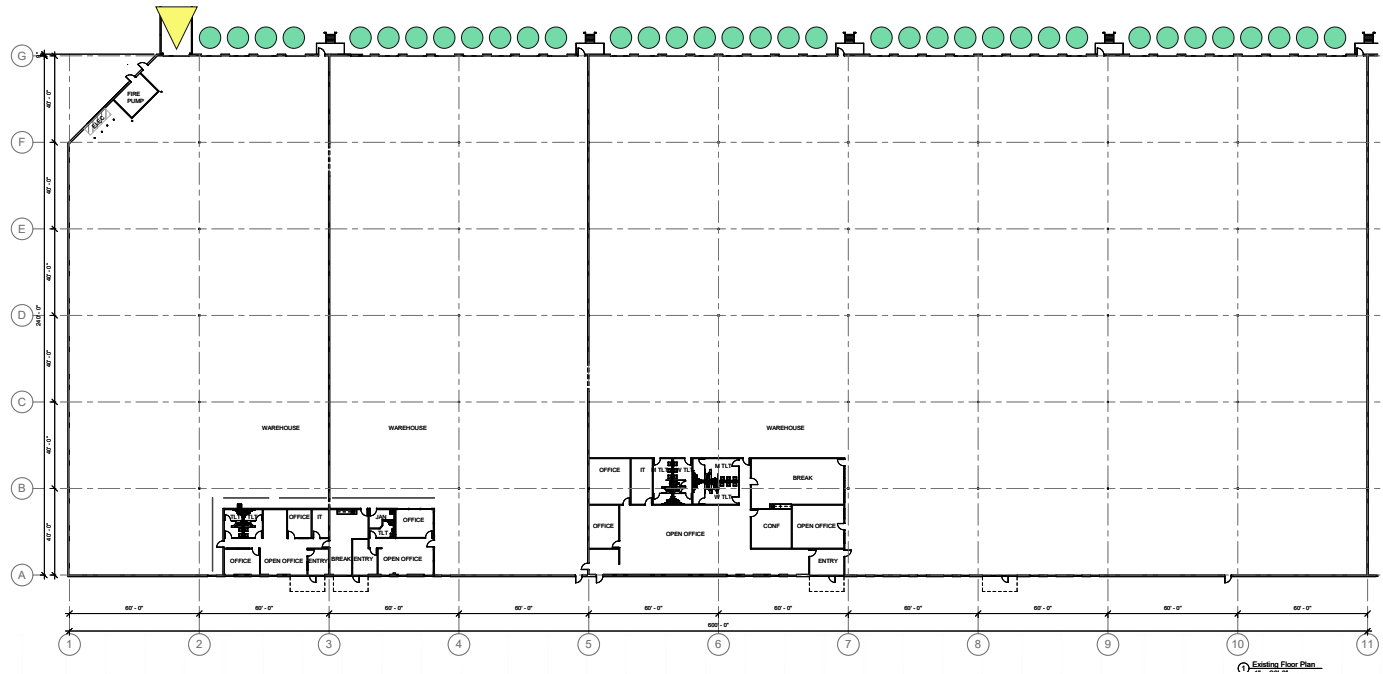 G
F
E
D
C
B
A
40' - 0"
40' - 0"
40' - 0"
240' - 0"
40' - 0"
40' - 0"
40' - 0"
FIRE
PUMP
ELEC
WAREHOUSE
WAREHOUSE
WAREHOUSE
OFFICE
IT
M TLT
W TLT
M TLT
W TLT
BREAK
OFFICE
OPEN OFFICE
CONF
OPEN OFFICE
ENTRY
TLT
TLT
OFFICE
IT
JAN
TLT
OFFICE
OFFICE
OPEN OFFICE
ENTRY
BREAK
ENTRY
OPEN OFFICE
60' - 0"
60' - 0"
60' - 0"
60' - 0"
60' - 0"
60' - 0"
60' - 0"
60' - 0"
60' - 0"
60' - 0"
600' - 0"
1
2
3
4
5
6
7
8
9
10
11
1
Existing Floor Plan